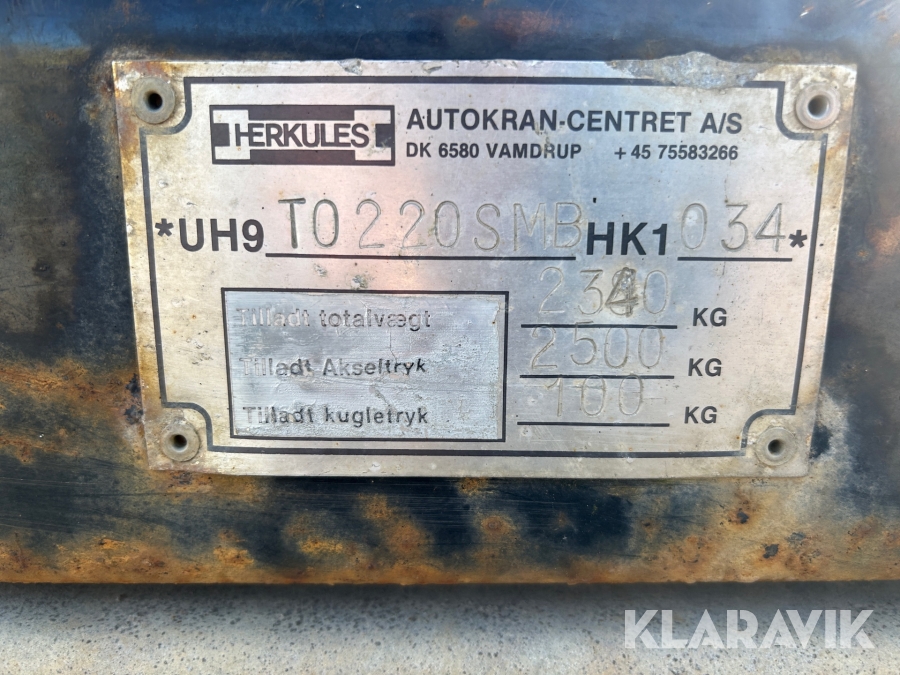 HERKULES
AUTOKRAN-CENTRET A/S
DK 6580 VAMDRUP +45 75583266
*UH9 T0220SMB HK1 034*
Tilladt totalvægt 2340 KG
Tilladt Akseltryk 2500 KG
Tilladt kugletryk 100 KG
KLARAVIK